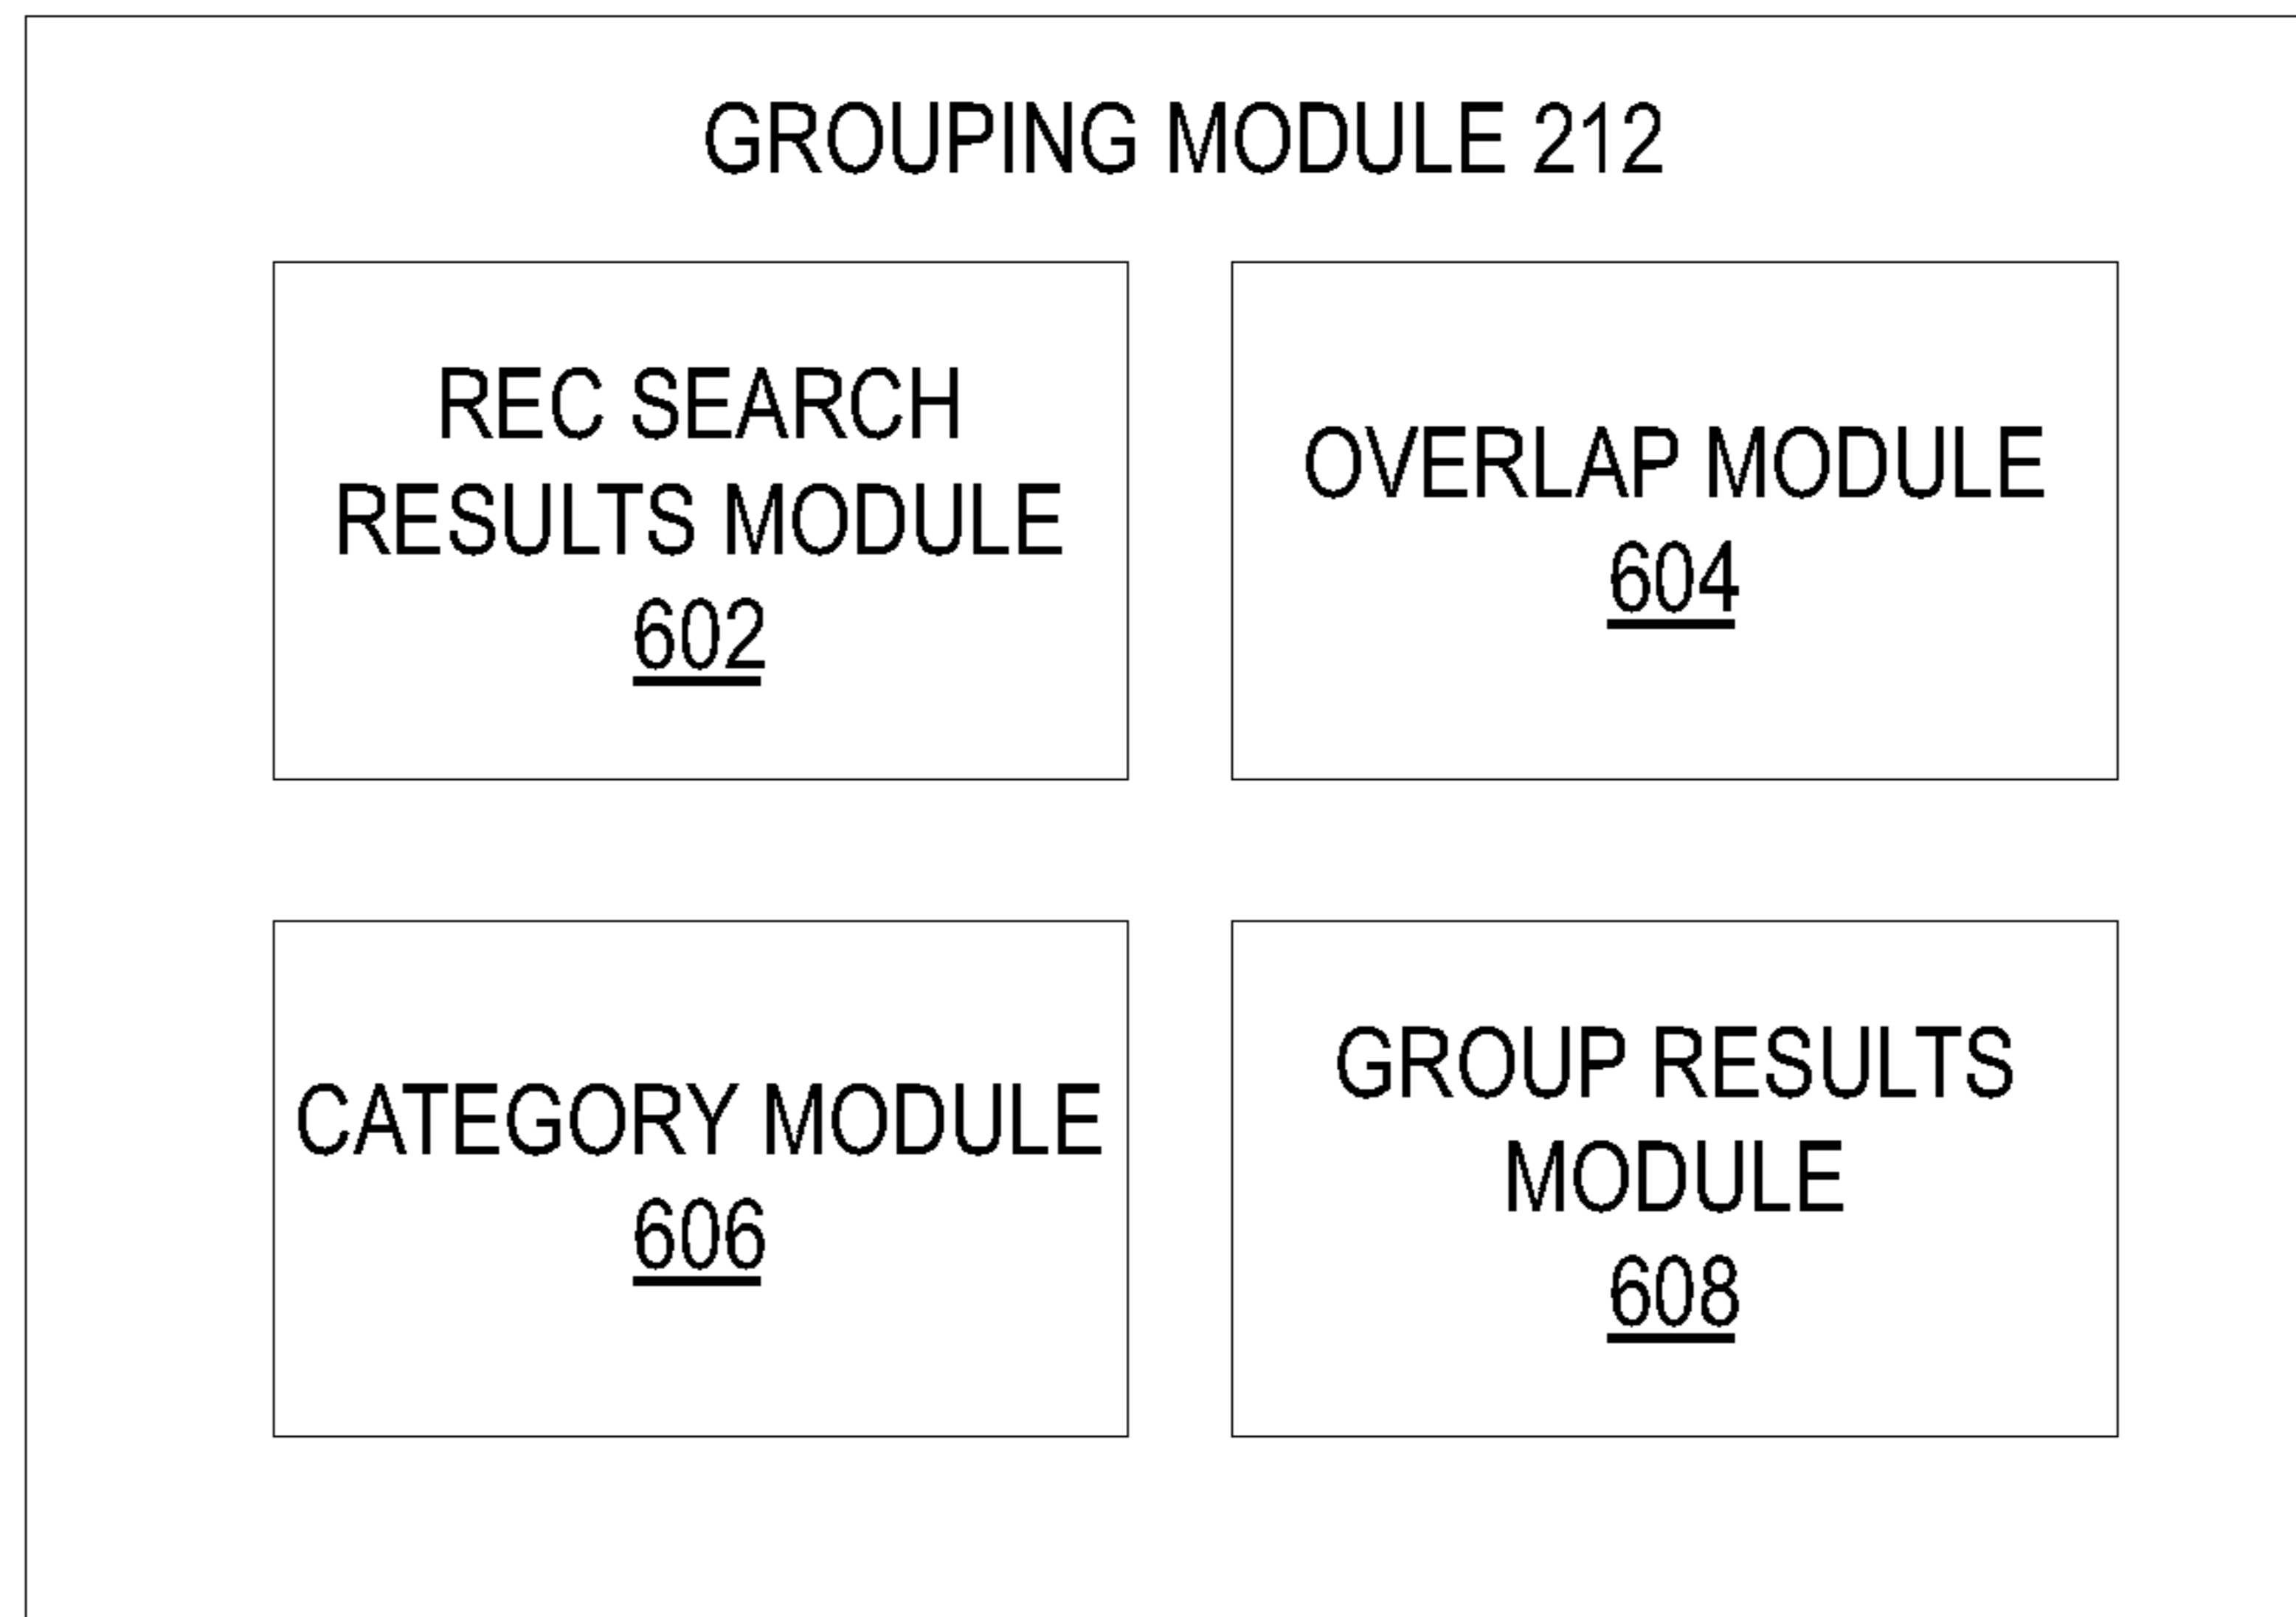 GROUPING MODULE 212
REC SEARCH
RESULTS MODULE
602
OVERLAP MODULE
604
CATEGORY MODULE
606
GROUP RESULTS
MODULE
608